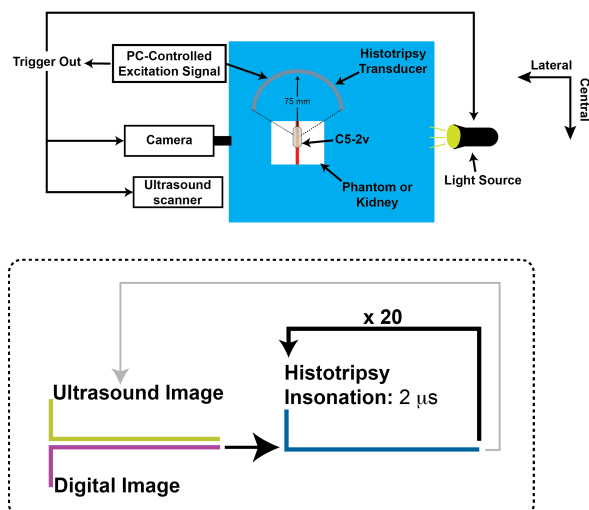 PC-Controlled
Excitation Signal
Trigger Out
Histotripsy
Transducer
75 mm
Lateral
Central
Camera
C5-2v
Light Source
Ultrasound
scanner
Phantom or
Kidney
x 20
Ultrasound Image
Histotripsy
Insonation: 2 μs
Digital Image